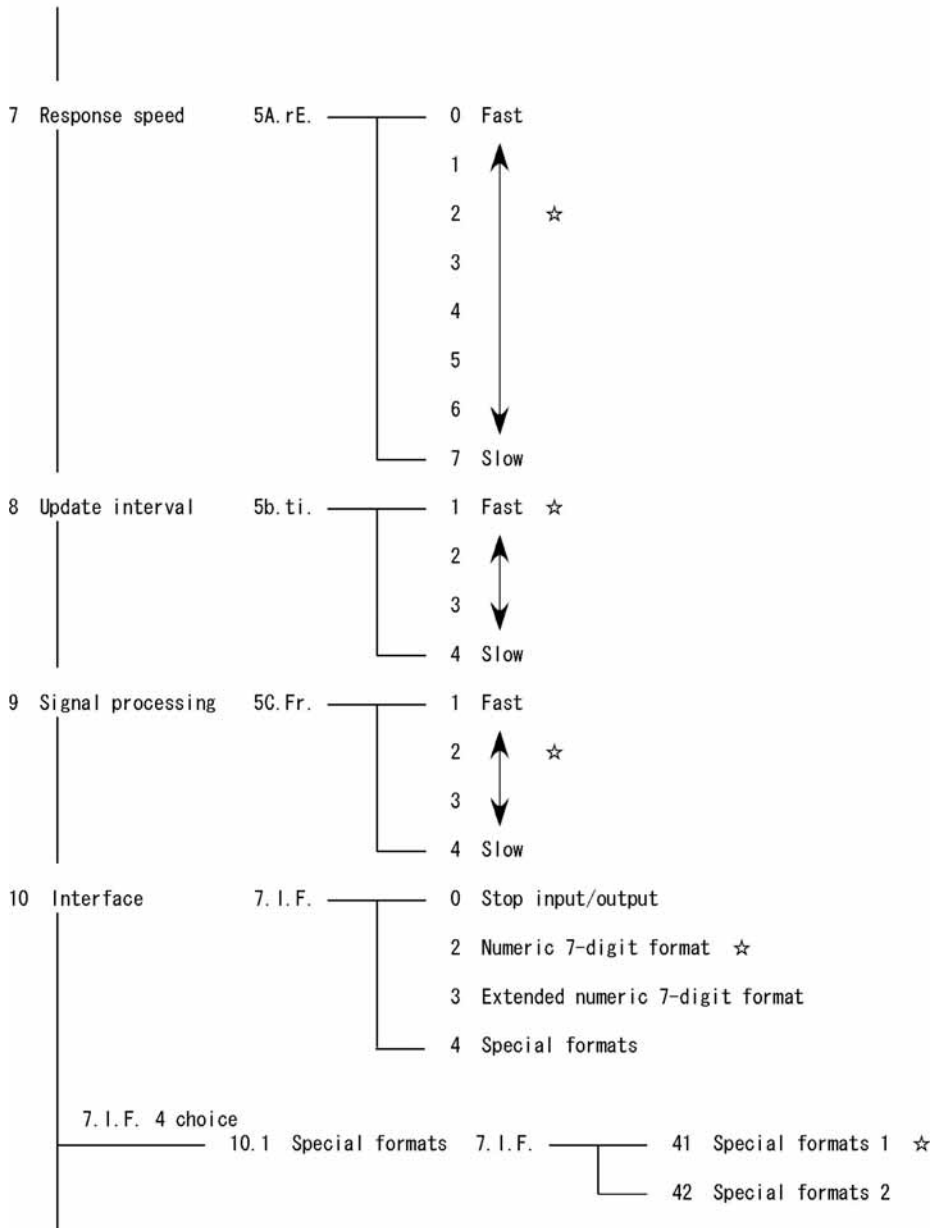 7 Response speed 5A.rE. 0 Fast
1
2 ☆
3
4
5
6
7 Slow
8 Update interval 5b.ti. 1 Fast ☆
2
3
4 Slow
9 Signal processing 5C.Fr. 1 Fast
2 ☆
3
4 Slow
10 Interface 7.I.F. 0 Stop input/output
2 Numeric 7-digit format ☆
3 Extended numeric 7-digit format
4 Special formats
7.I.F. 4 choice
10.1 Special formats 7.I.F. 41 Special formats 1 ☆
42 Special formats 2